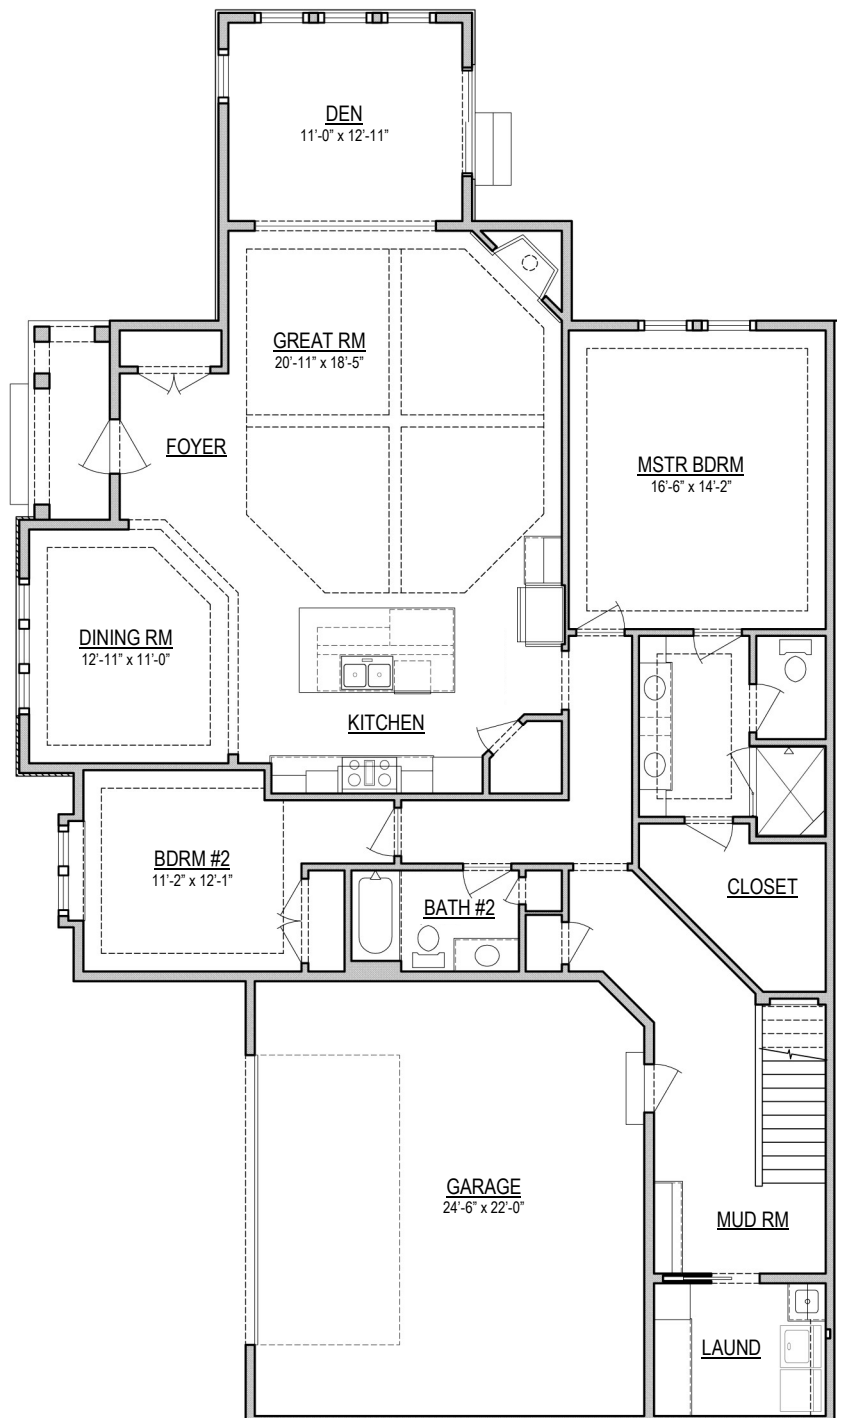 DEN
11’-0” x 12’-11”
GREAT RM
20’-11” x 18’-5”
FOYER
MSTR BDRM
16’-6” x 14’-2”
DINING RM
12’-11” x 11’-0”
KITCHEN
BDRM #2
11’-2” x 12’-1”
CLOSET
BATH #2
GARAGE
24’-6” x 22’-0”
MUD RM
LAUND